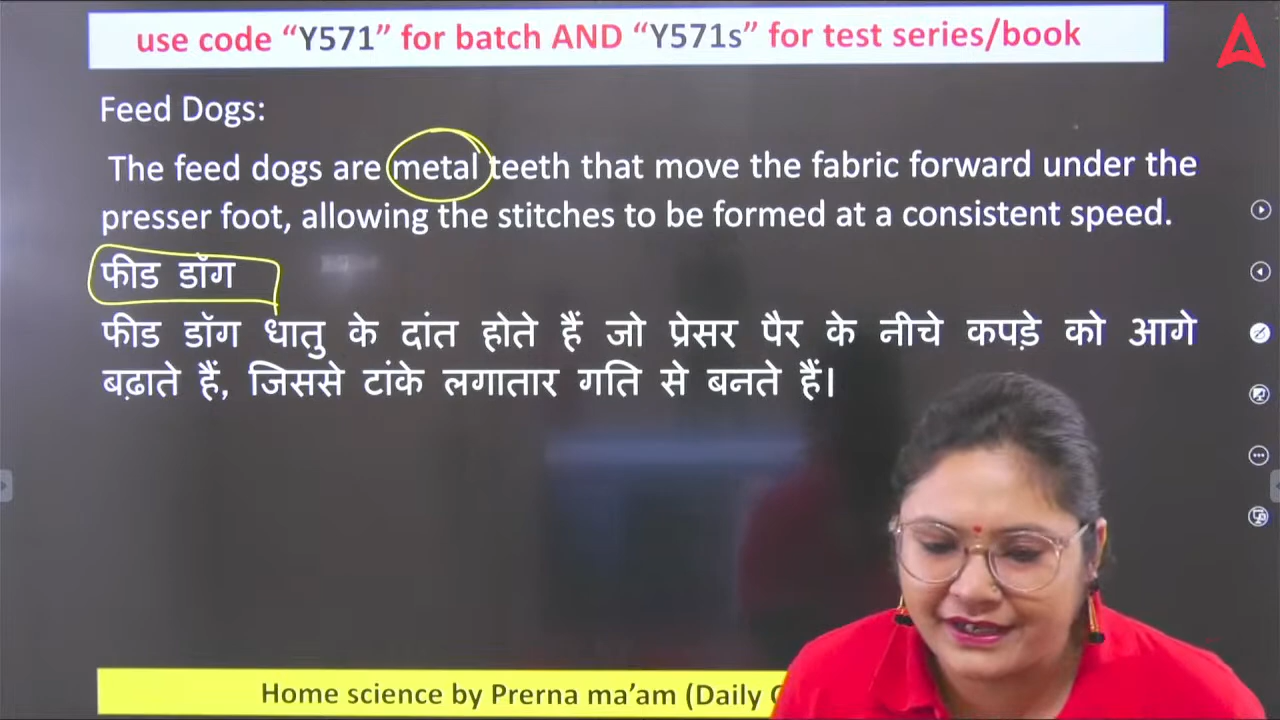 use code “Y571” for batch AND “Y571s” for test series/book
Feed Dogs:
The feed dogs are metal teeth that move the fabric forward under the
presser foot, allowing the stitches to be formed at a consistent speed.
फीड डॉग
फीड डॉग धातु के दांत होते हैं जो प्रेसर पैर के नीचे कपड़े को आगे
बढ़ाते हैं, जिससे टांके लगातार गति से बनते हैं।
Home science by Prerna ma’am (Daily